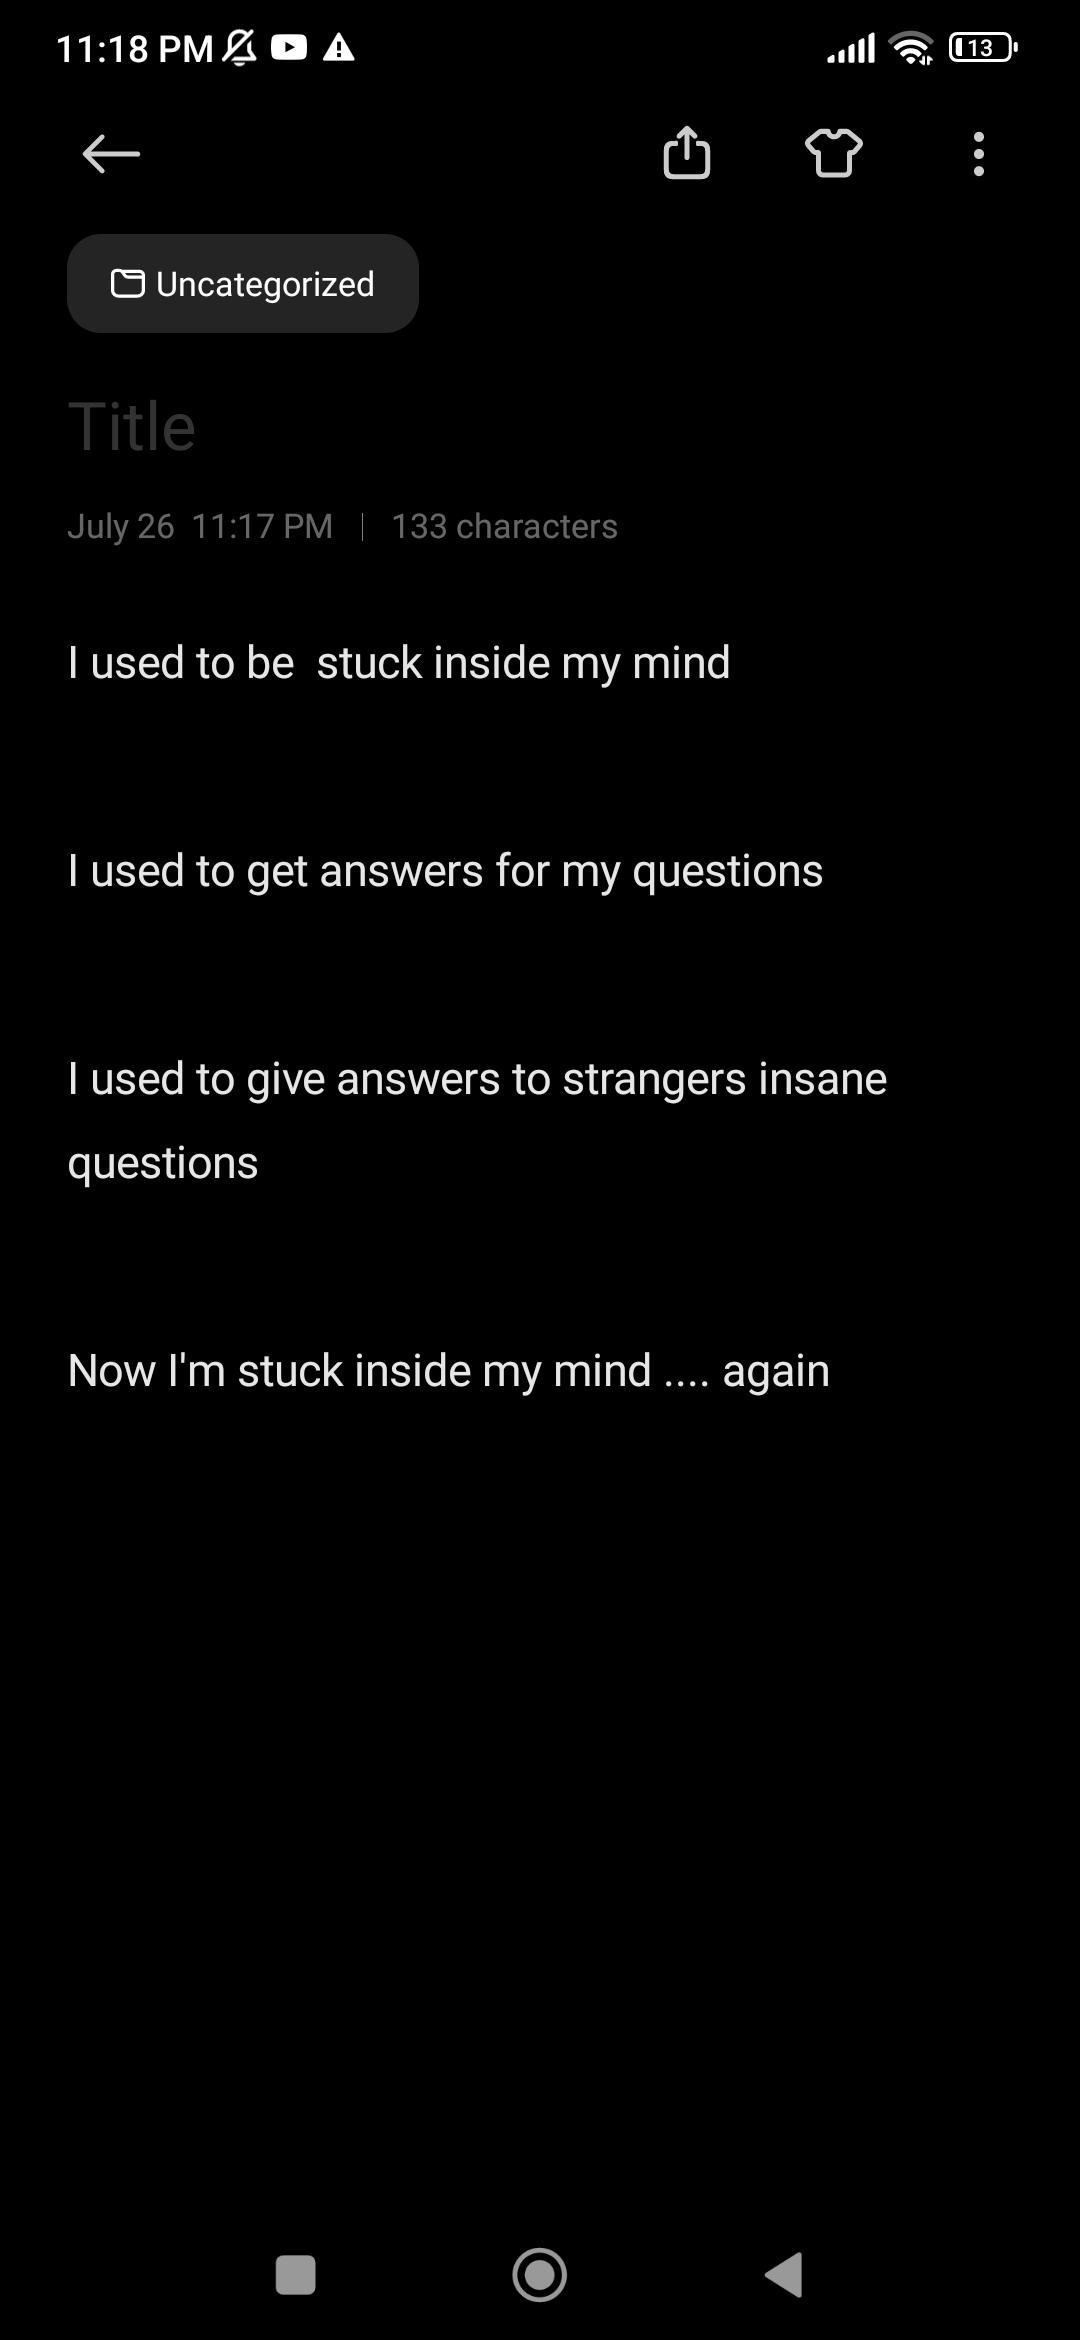 11:18 PM
13
Uncategorized
Title
July 26  11:17 PM | 133 characters
I used to be  stuck inside my mind
I used to get answers for my questions
I used to give answers to strangers insane
questions
Now I'm stuck inside my mind .... again